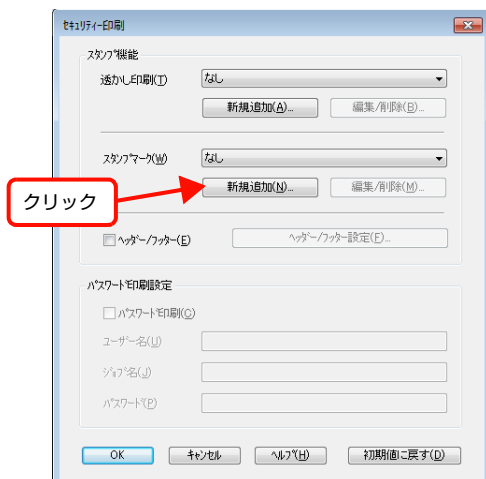 セキュリティー印刷
スタンプ機能
透かし印刷(T) なし
新規追加(A)... 編集/削除(B)...
スタンプマーク(W) なし
新規追加(N)... 編集/削除(M)...
クリック
ヘッダー/フッター(E) ヘッダー/フッター設定(F)...
パスワード印刷設定
パスワード印刷(C)
ユーザー名(U)
ジョブ名(J)
パスワード(P)
OK キャンセル ヘルプ(H) 初期値に戻す(D)